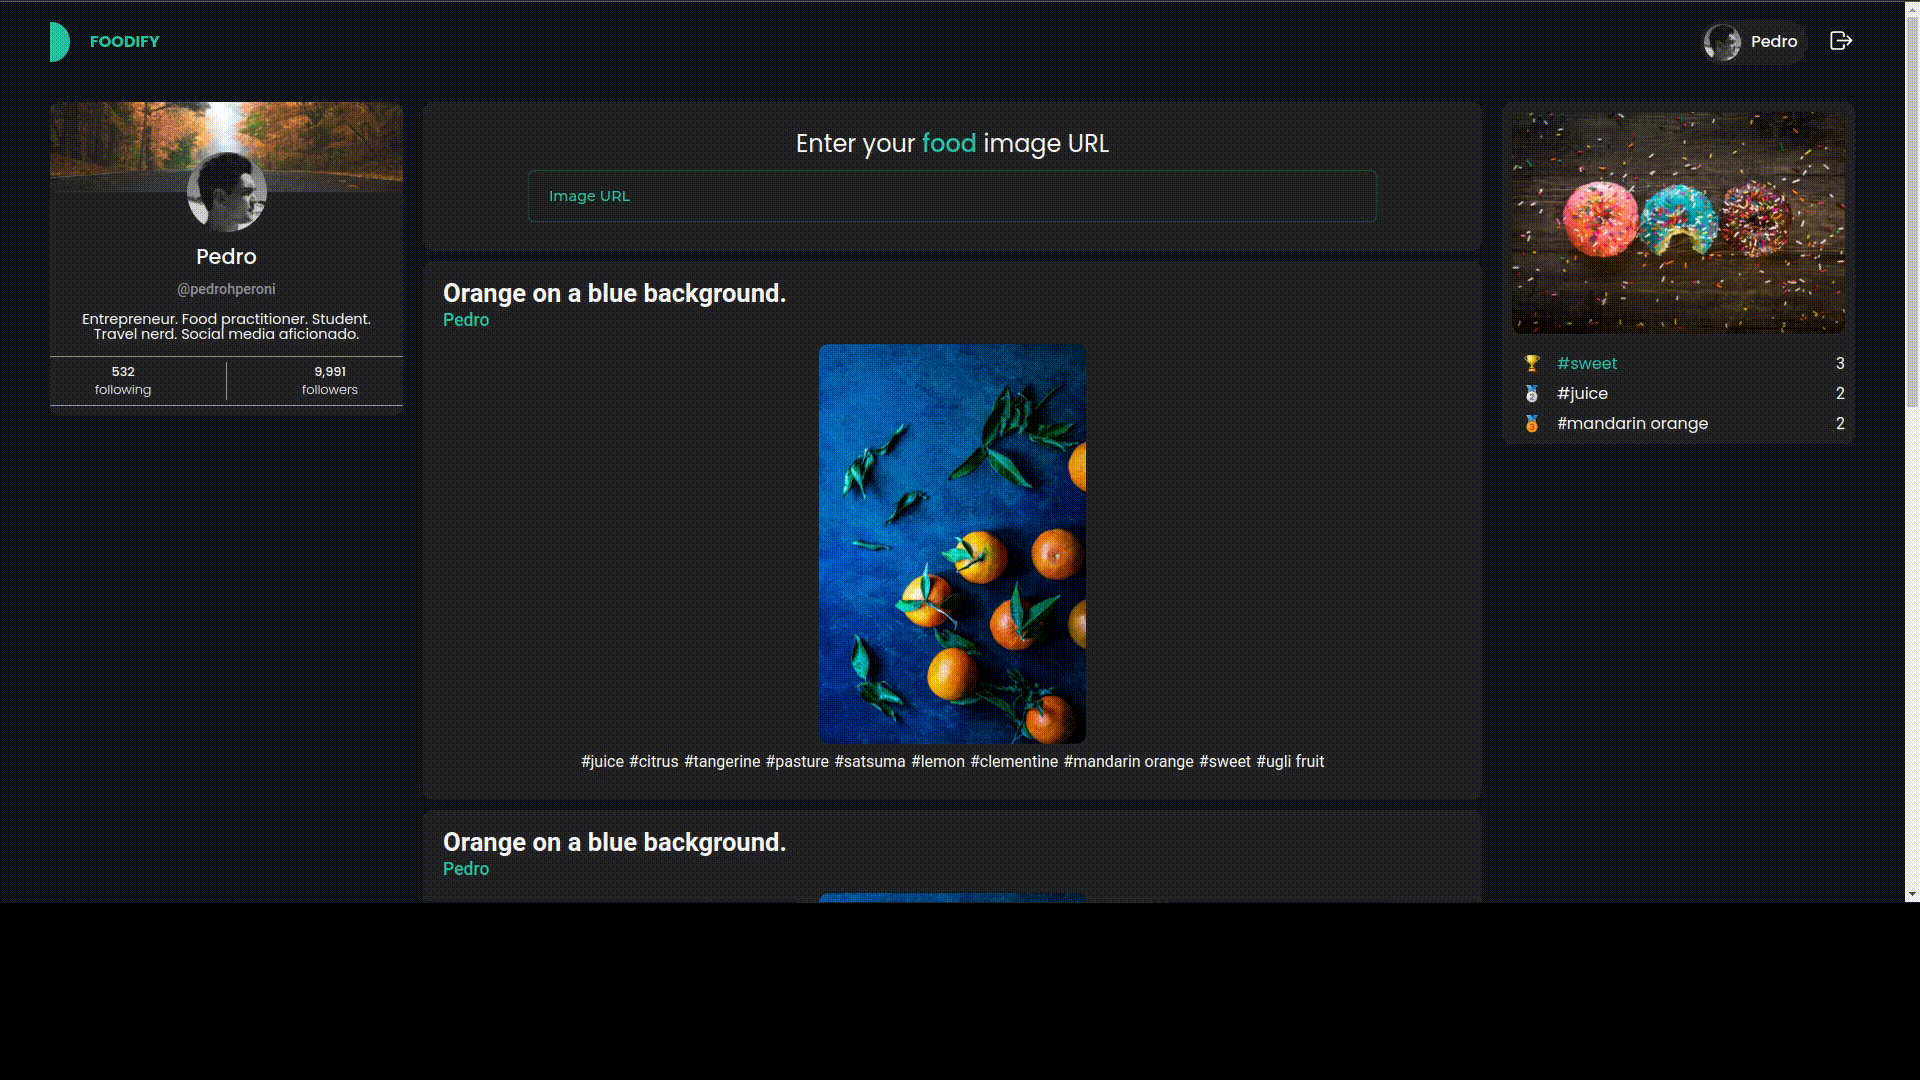 FOODIFY
Pedro
Pedro
@pedrohperoni
Entrepreneur. Food practitioner. Student.
Travel nerd. Social media aficionado.
532
following
9,991
followers
Enter your food image URL
Image URL
Orange on a blue background.
Pedro
#juice #citrus #tangerine #pasture #satsuma #lemon #clementine #mandarin orange #sweet #ugli fruit
Orange on a blue background.
Pedro
#sweet 3
#juice 2
#mandarin orange 2